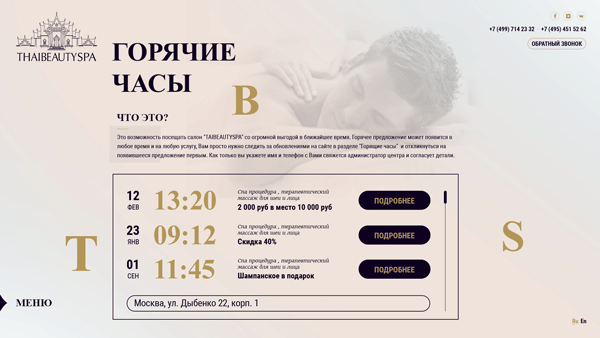 THAIBEAUTYSPA
+7 (499) 714 23 32 +7 (495) 451 52 62
ОБРАТНЫЙ ЗВОНОК
ГОРЯЧИЕ
ЧАСЫ
B
ЧТО ЭТО?
Это возможность посещать салон "TAIBEAUTYSPA" со огромной выгодой в ближайшее время. Горячее предложение может появится в
любое время и на любую услугу, Вам просто нужно следить за обновлениями на сайте в разделе "Горящие часы" и откликнуться на
появившееся предложение первым. Как только вы укажете имя и телефон с Вами свяжется администратор центра и согласует детали.
12
ФЕВ
13:20
Спа процедура , терапевтический
массаж для шеи и лица
2 000 руб в место 10 000 руб
ПОДРОБНЕЕ
23
ЯНВ
09:12
Спа процедура , терапевтический
массаж для шеи и лица
Скидка 40%
ПОДРОБНЕЕ
T
S
01
СЕН
11:45
Спа процедура , терапевтический
массаж для шеи и лица
Шампанское в подарок
ПОДРОБНЕЕ
МЕНЮ
Москва, ул. Дыбенко 22, корп. 1
Ru En